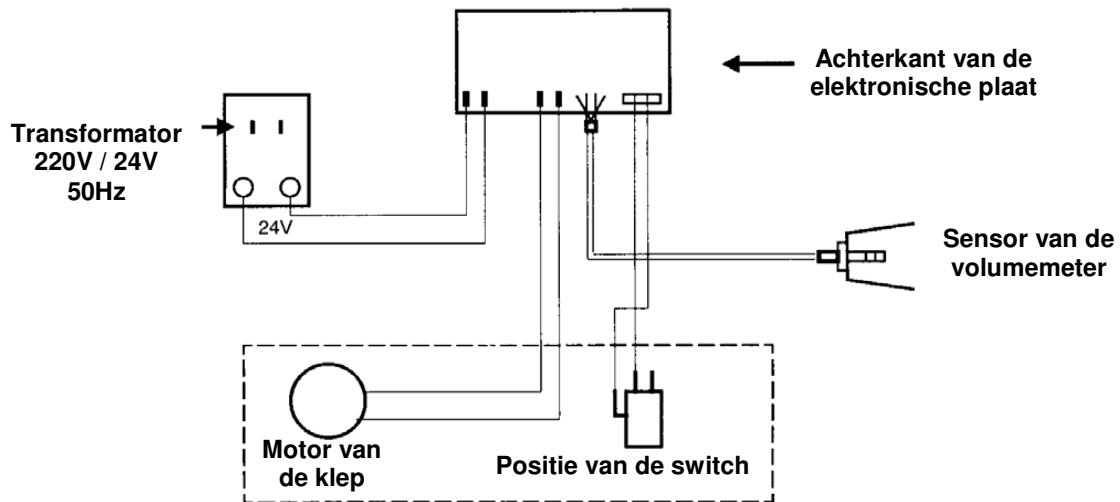 Achterkant van de
elektronische plaat
Transformator
220V / 24V
50Hz
24V
Sensor van de
volumemeter
Motor van
de klep
Positie van de switch